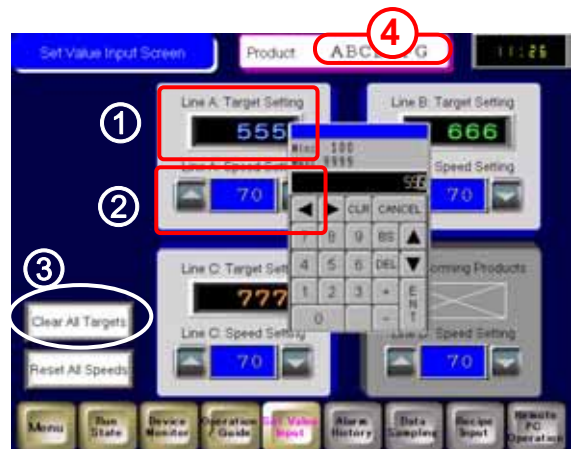 Set Value Input Screen
Product
ABC
G
4
11:26
1
Line A: Target Setting
555
Line B: Target Setting
666
Min: 100
9999
2
Speed Setting
70
70
CLR CANCEL
7 8 9 BS
4 5 6 DEL
1 2 3 + ENT
0 -
3
Line C: Target Set
777
orming Products
Clear All Targets
Line C: Speed Setting
Speed Setting
Reset All Speeds
70
70
Menu
Run State
Device Monitor
Operation / Guide
Set Value Input
Alarm History
Data Sampling
Recipe Input
Remote PC Operation